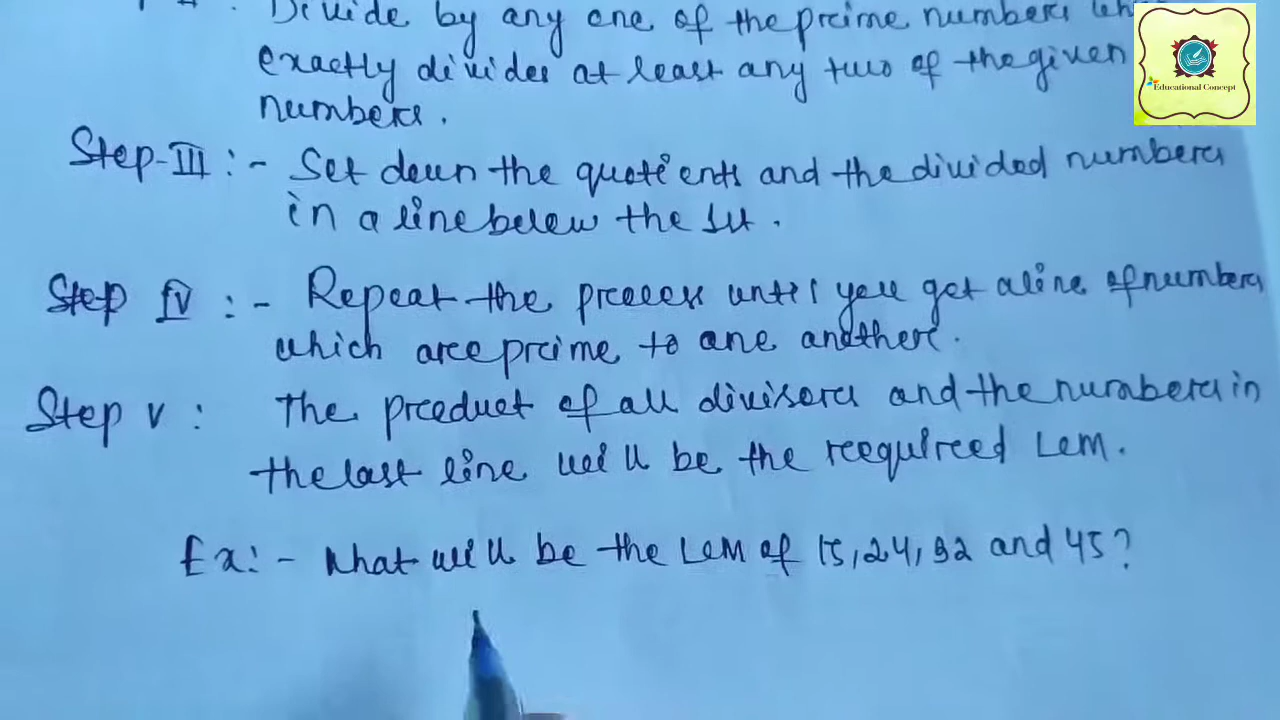 Divide by any one of the prime numbers which
exactly divides at least any two of the given
numbers.
Step-III :- Set down the quotients and the divided numbers
in a line below the 1st.
Step IV :- Repeat the process until you get a line of numbers
which are prime to one another.
Step V : The product of all divisors and the numbers in
the last line will be the required LCM.
Ex:- What will be the LCM of 15, 24, 32 and 45?
Educational Concept